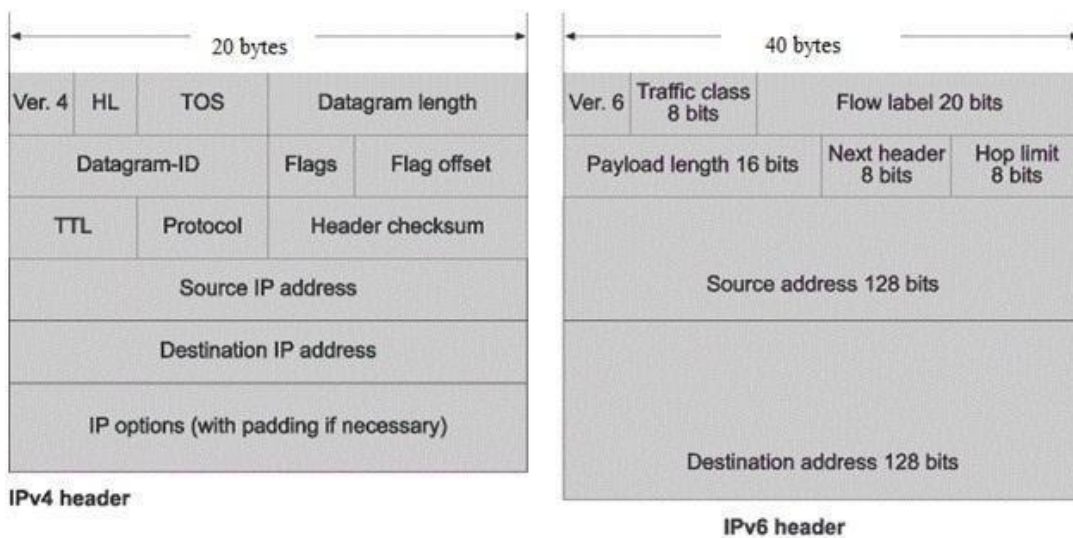 20 bytes
Ver. 4 HL TOS Datagram length
Datagram-ID Flags Flag offset
TTL Protocol Header checksum
Source IP address
Destination IP address
IP options (with padding if necessary)
IPv4 header
40 bytes
Ver. 6 Traffic class 8 bits Flow label 20 bits
Payload length 16 bits Next header 8 bits Hop limit 8 bits
Source address 128 bits
Destination address 128 bits
IPv6 header